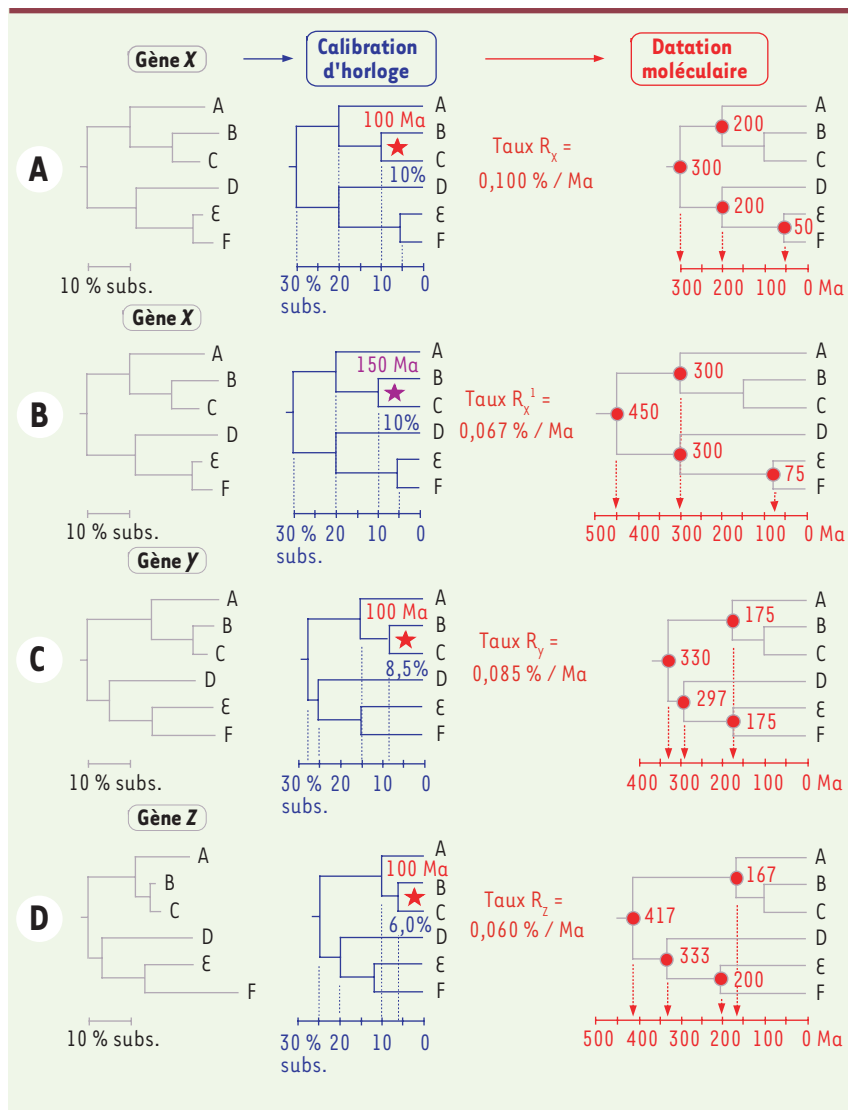 Gène X
Calibration
d'horloge
Datation
moléculaire
A
A
B
C
D
E
F
10 % subs.
100 Ma
10%
A
B
C
D
E
F
30 % 20 10 0
subs.
Taux Rx =
0,100 % / Ma
200
300
200
50
A
B
C
D
E
F
300 200 100 0 Ma
Gène X
B
A
B
C
D
E
F
10 % subs.
150 Ma
10%
A
B
C
D
E
F
30 % 20 10 0
subs.
Taux Rx1 =
0,067 % / Ma
300
450
300
75
A
B
C
D
E
F
500 400 300 200 100 0 Ma
Gène Y
C
A
B
C
D
E
F
10 % subs.
100 Ma
8,5%
A
B
C
D
E
F
30 % 20 10 0
subs.
Taux Ry =
0,085 % / Ma
175
330
297
175
A
B
C
D
E
F
400 300 200 100 0 Ma
Gène Z
D
A
B
C
D
E
F
10 % subs.
100 Ma
6,0%
A
B
C
D
E
F
30 % 20 10 0
subs.
Taux Rz =
0,060 % / Ma
167
417
333
200
A
B
C
D
E
F
500 400 300 200 100 0 Ma